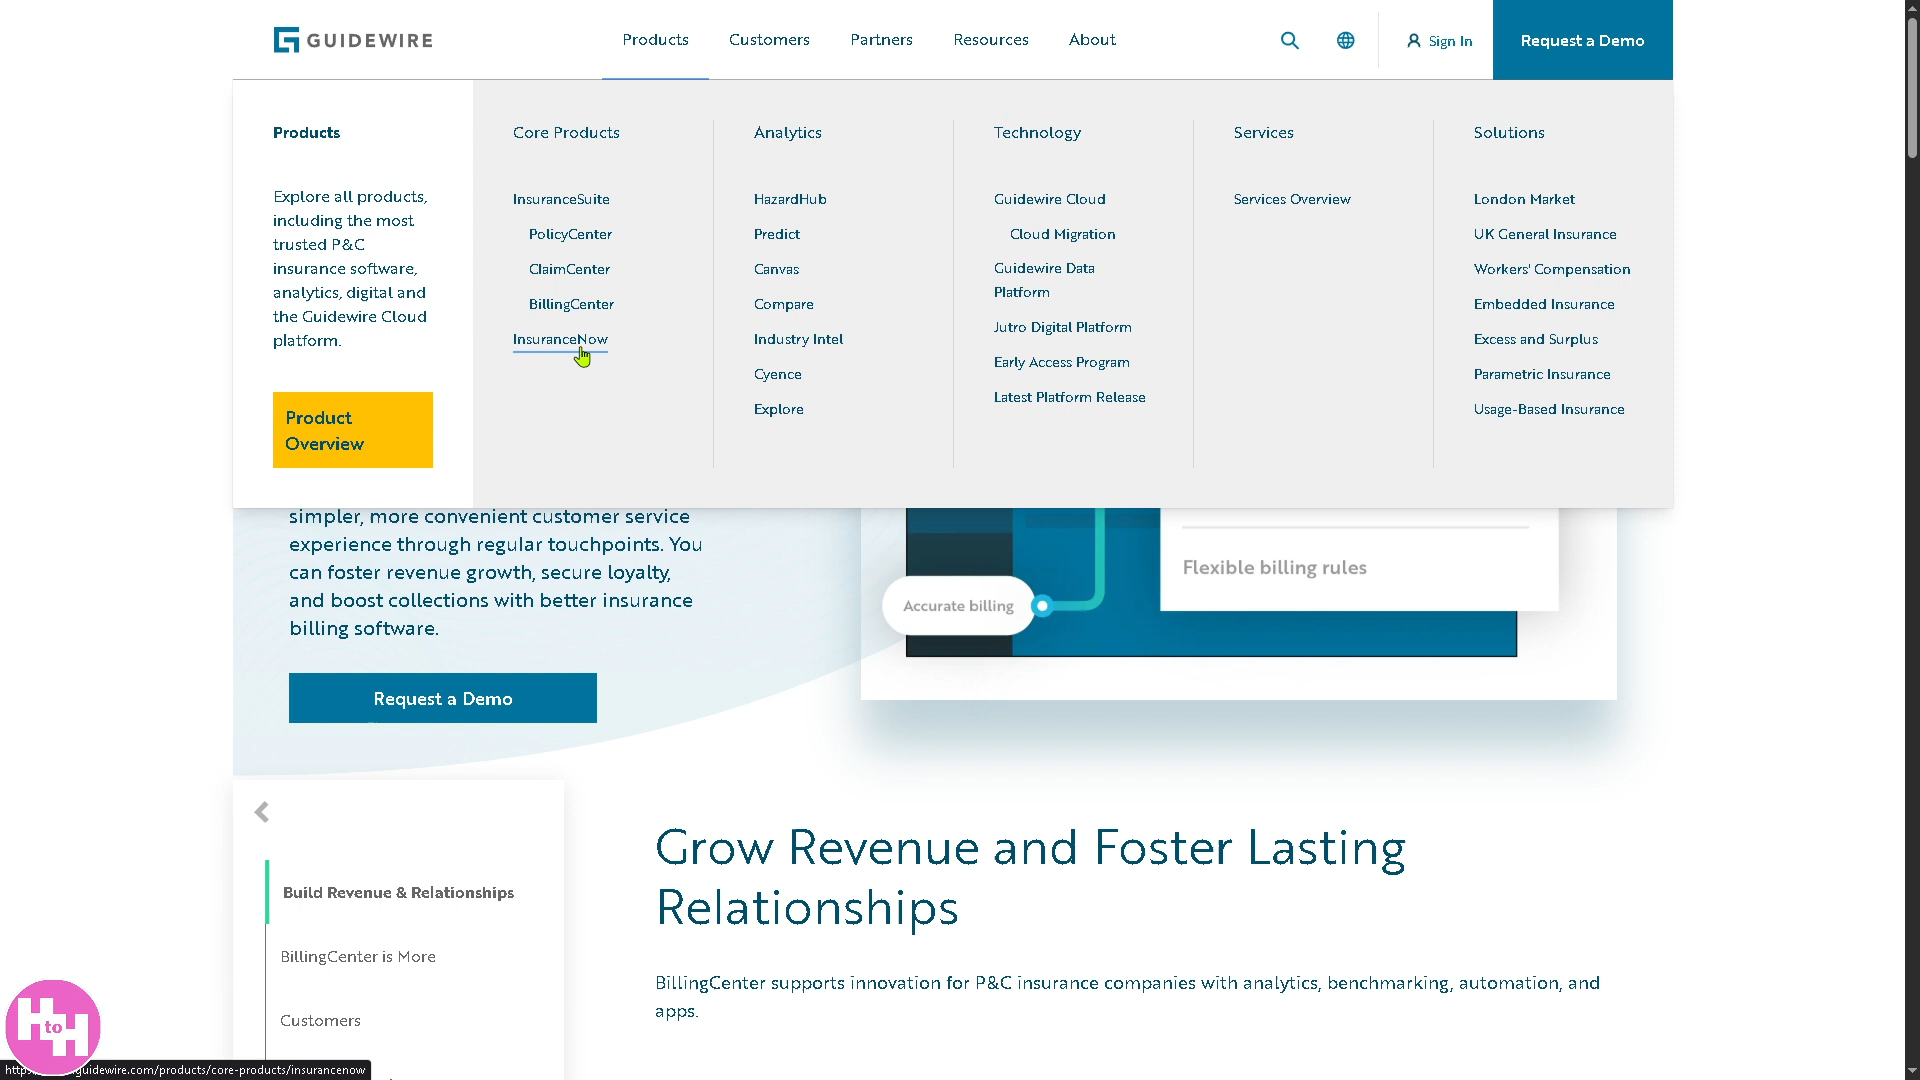 GUIDEWIRE
Products
Customers
Partners
Resources
About
Sign In
Request a Demo
Products
Explore all products,
including the most
trusted P&C
insurance software,
analytics, digital and
the Guidewire Cloud
platform.
Product
Overview
Core Products
InsuranceSuite
PolicyCenter
ClaimCenter
BillingCenter
InsuranceNow
Analytics
HazardHub
Predict
Canvas
Compare
Industry Intel
Cyence
Explore
Technology
Guidewire Cloud
Cloud Migration
Guidewire Data
Platform
Jutro Digital Platform
Early Access Program
Latest Platform Release
Services
Services Overview
Solutions
London Market
UK General Insurance
Workers' Compensation
Embedded Insurance
Excess and Surplus
Parametric Insurance
Usage-Based Insurance
simpler, more convenient customer service
experience through regular touchpoints. You
can foster revenue growth, secure loyalty,
and boost collections with better insurance
billing software.
Request a Demo
Accurate billing
Flexible billing rules
Build Revenue & Relationships
BillingCenter is More
Customers
Grow Revenue and Foster Lasting
Relationships
BillingCenter supports innovation for P&C insurance companies with analytics, benchmarking, automation, and
apps.
H to H
guidewire.com/products/core-products/insurancenow